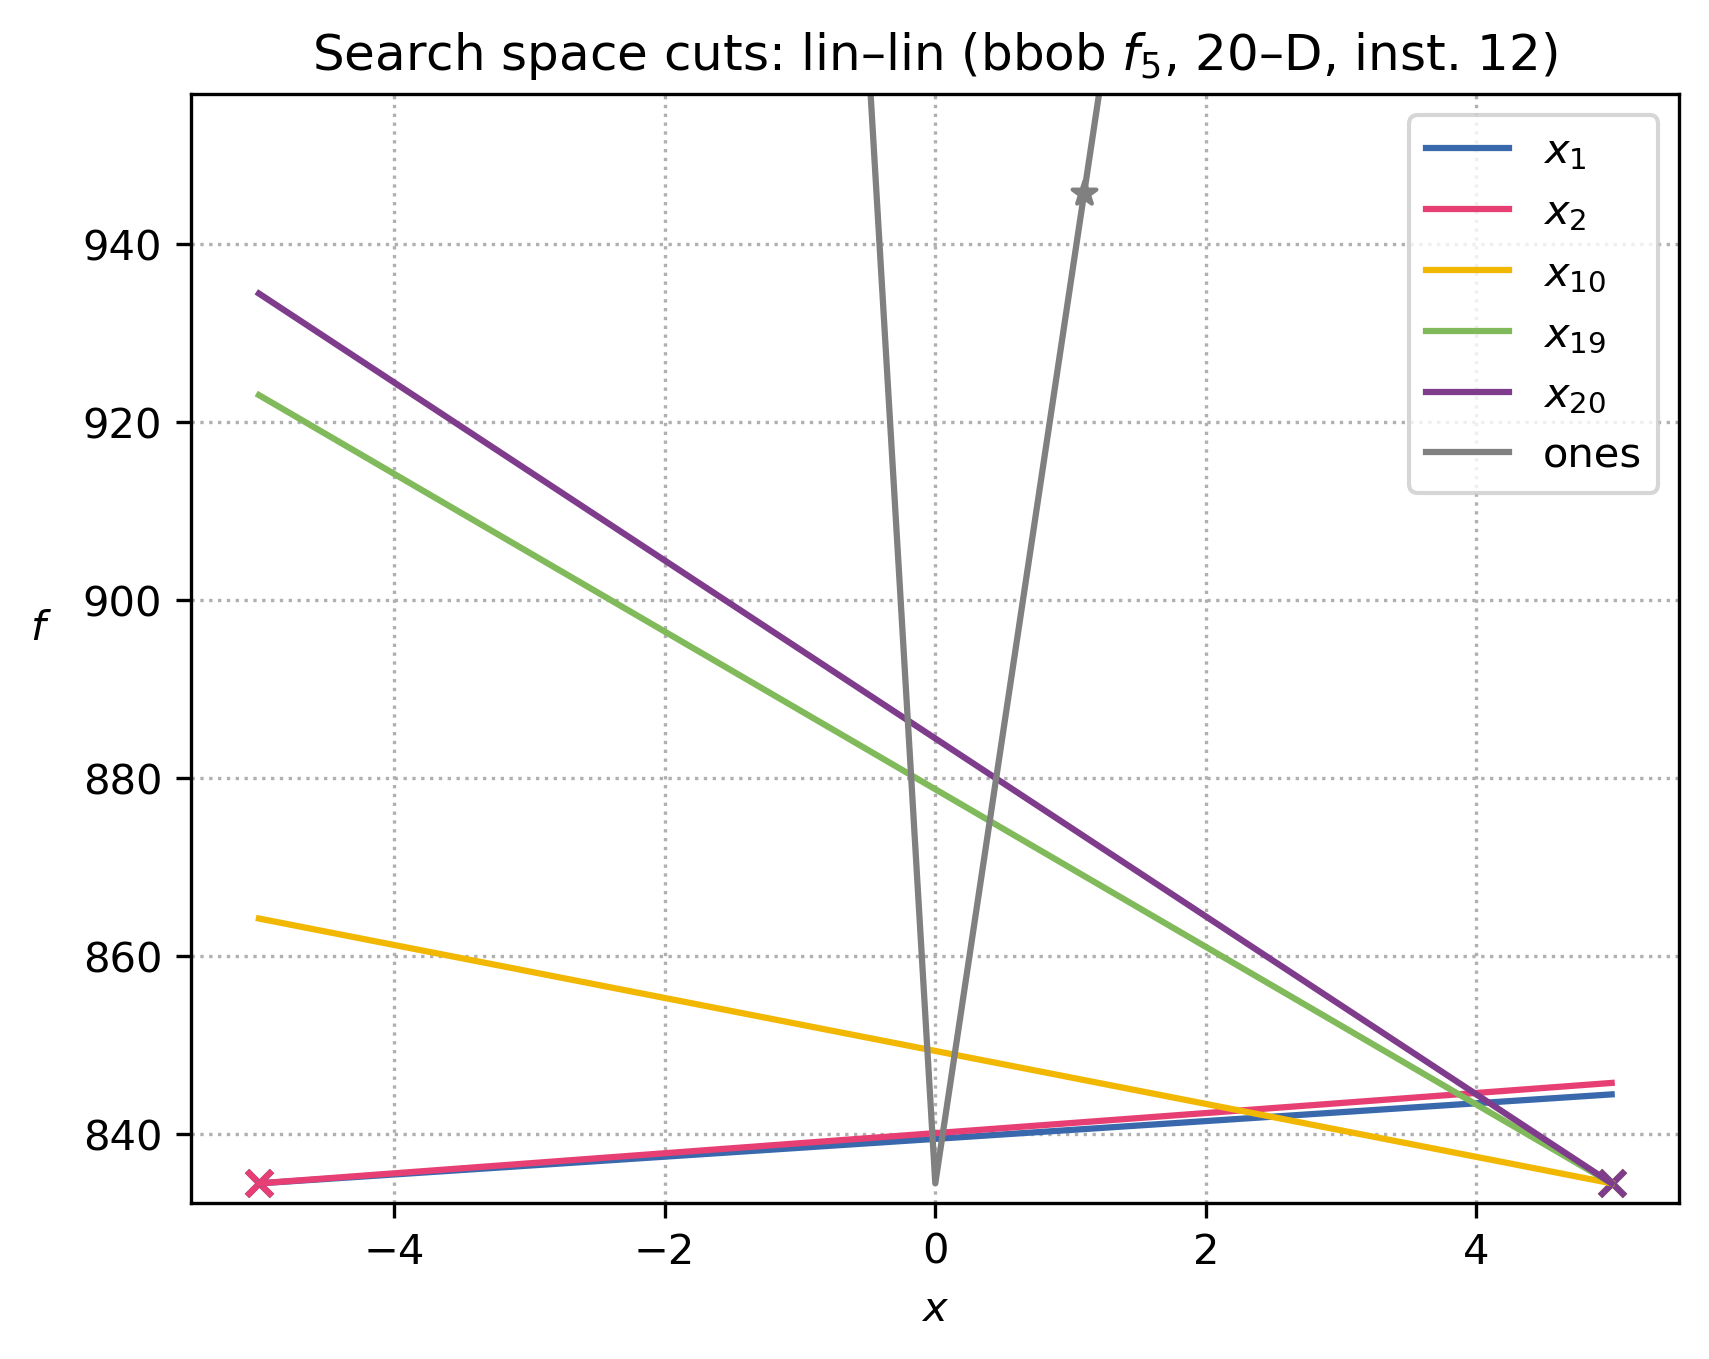 Search space cuts: lin–lin (bbob f₅, 20–D, inst. 12)
x₁
x₂
x₁₀
x₁₉
x₂₀
ones
940
920
900
880
860
840
f
−4
−2
0
2
4
x